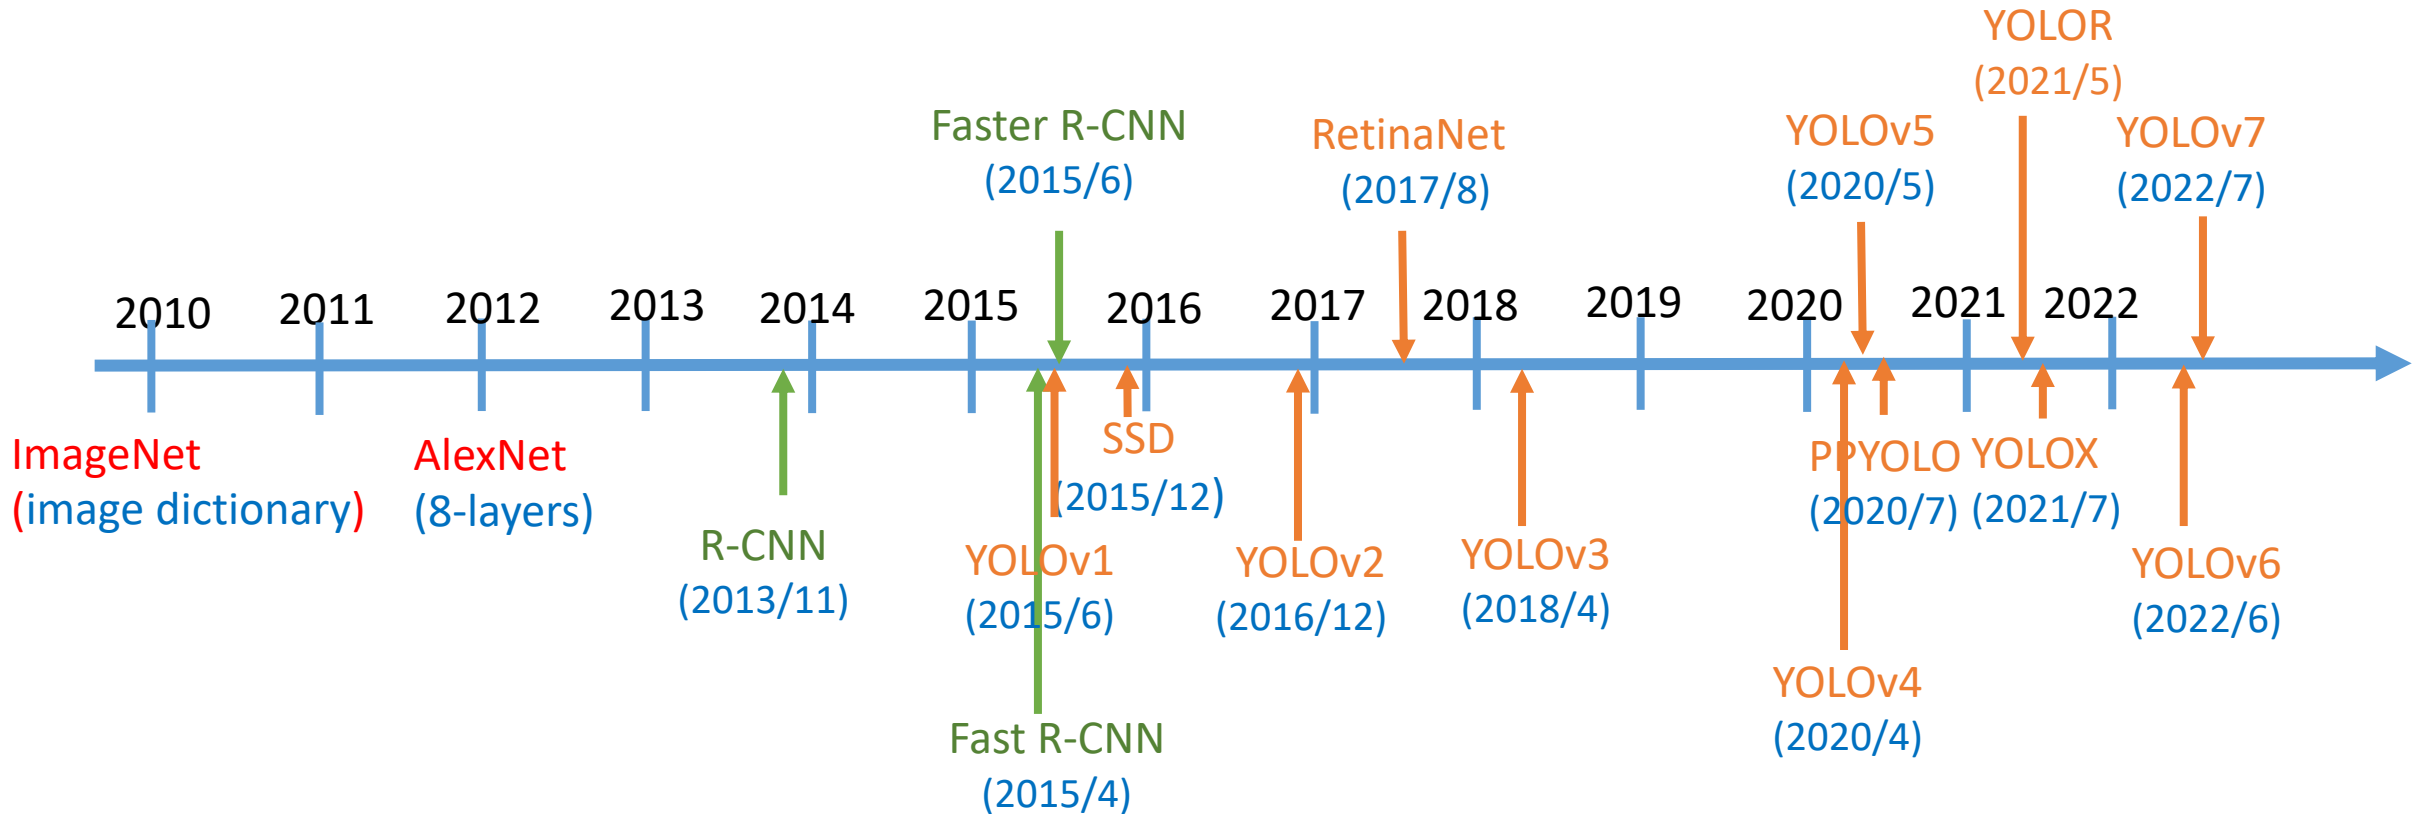 YOLOR
(2021/5)
Faster R-CNN
(2015/6)
RetinaNet
(2017/8)
YOLOv5
(2020/5)
YOLOv7
(2022/7)
2010
2011
2012
2013
2014
2015
2016
2017
2018
2019
2020
2021
2022
ImageNet
(image dictionary)
AlexNet
(8-layers)
R-CNN
(2013/11)
SSD
(2015/12)
YOLOv1
(2015/6)
Fast R-CNN
(2015/4)
YOLOv2
(2016/12)
YOLOv3
(2018/4)
PPYOLO
(2020/7)
YOLOX
(2021/7)
YOLOv4
(2020/4)
YOLOv6
(2022/6)